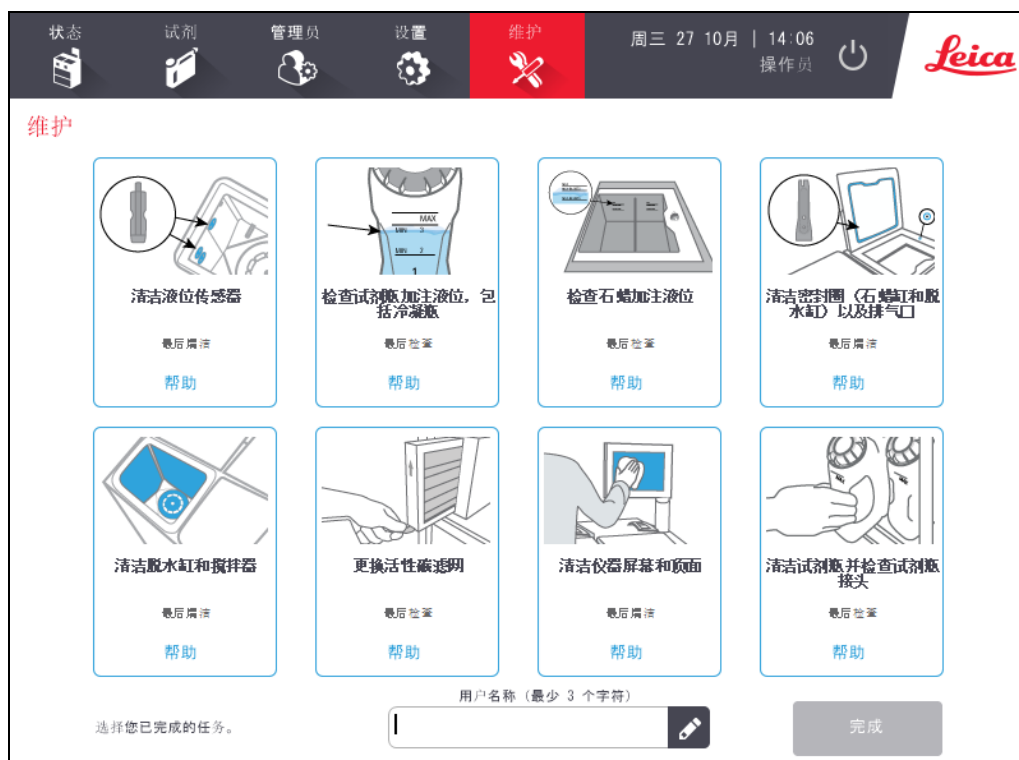 状态
试剂
管理员
设置
维护
周三 27 10月 | 14:06
操作员
Leica
维护
清洁液位传感器
最后清洁
帮助
MAX
MIN 3
MIN 2
1
检查试剂瓶加注液位，包
括冷凝瓶
最后检查
帮助
检查石蜡加注液位
最后检查
帮助
清洁密封圈（石蜡缸和脱
水缸）以及排气口
最后清洁
帮助
清洁脱水缸和搅拌器
最后清洁
帮助
更换活性碳滤网
最后检查
帮助
清洁仪器屏幕和顶面
最后清洁
帮助
清洁试剂瓶并检查试剂瓶
接头
最后检查
帮助
选择您已完成的任务。
用户名称（最少 3 个字符）
完成